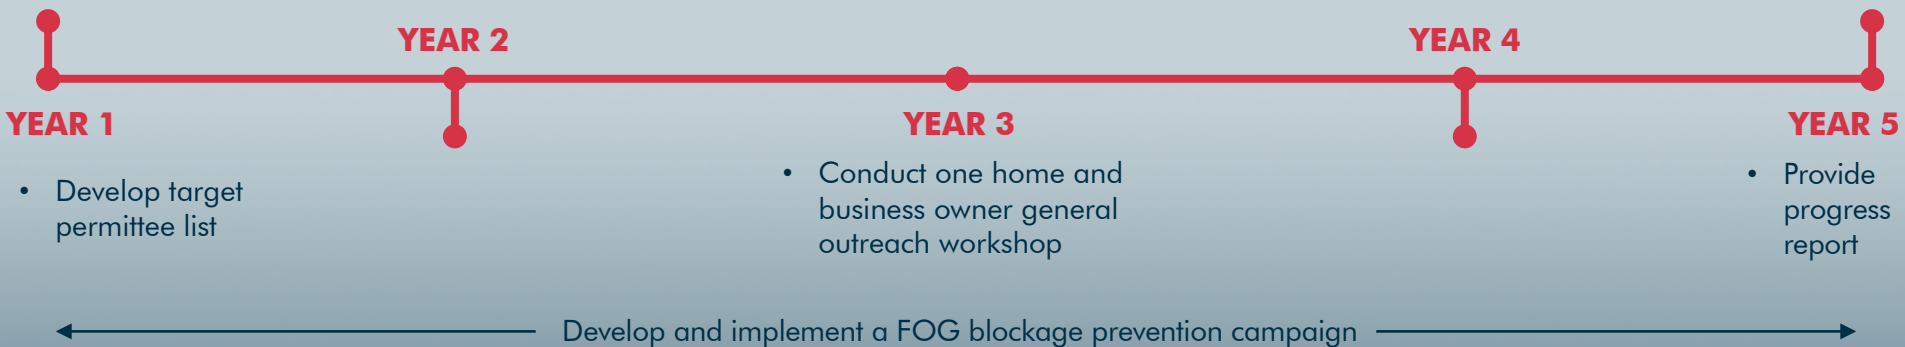 YEAR 2
YEAR 4
YEAR 1
YEAR 3
YEAR 5
• Develop target
permittee list
• Conduct one home and
business owner general
outreach workshop
• Provide
progress
report
Develop and implement a FOG blockage prevention campaign